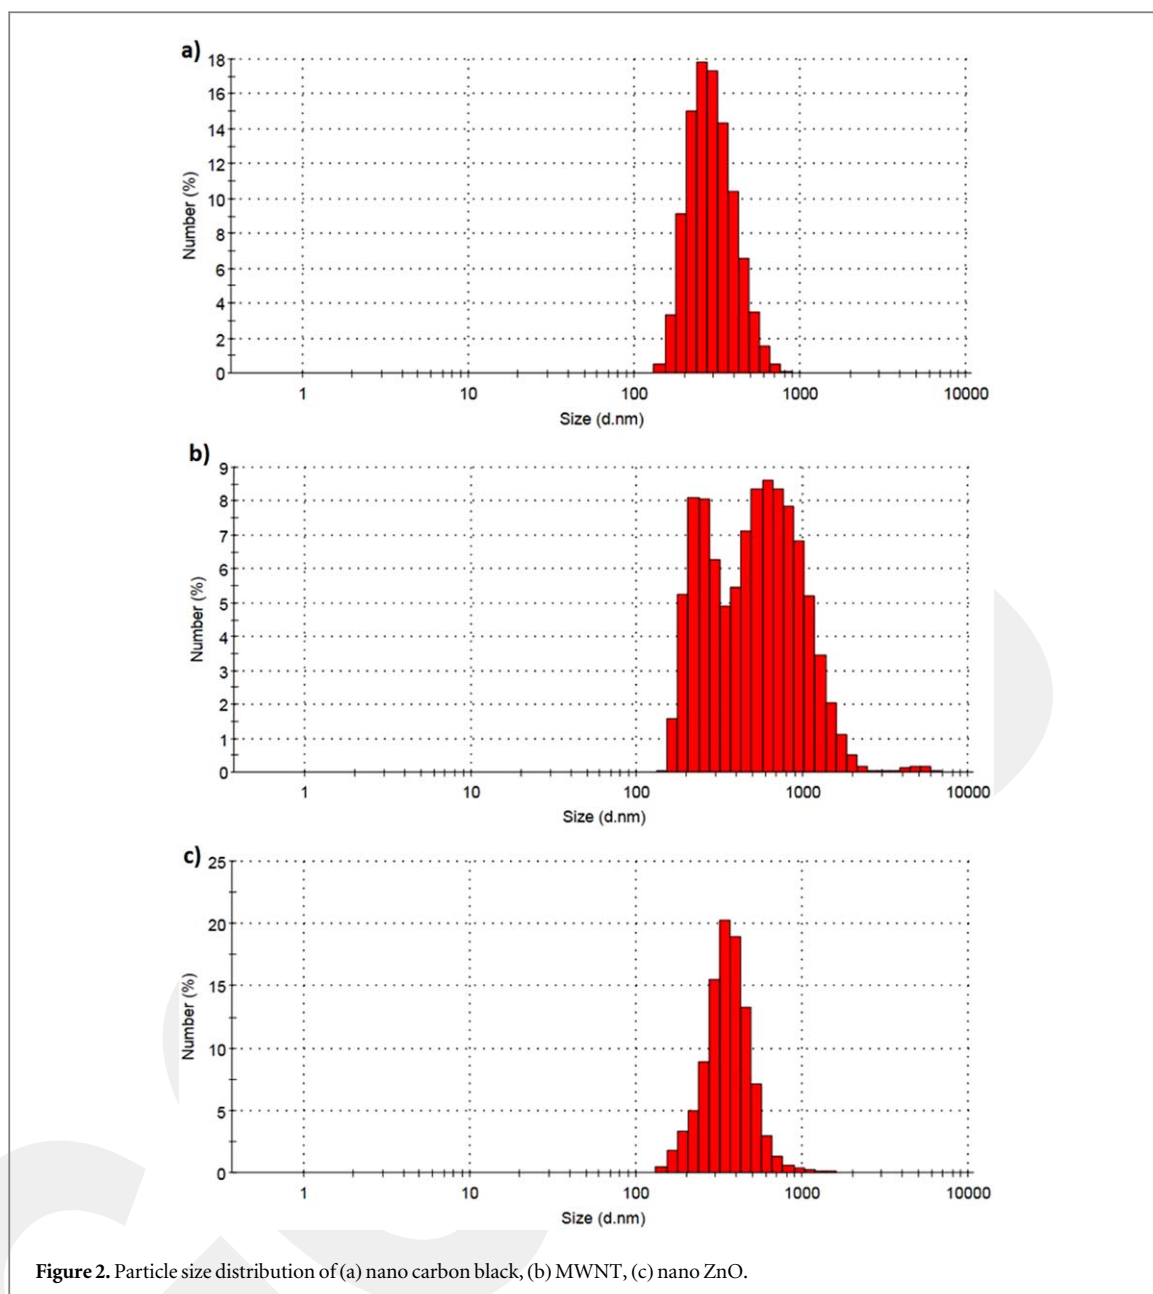 a)
18
16
14
12
10
8
6
4
2
0
Number (%)
1 10 100 1000 10000
Size (d.nm)
b)
9
8
7
6
5
4
3
2
1
0
Number (%)
1 10 100 1000 10000
Size (d.nm)
c)
25
20
15
10
5
0
Number (%)
1 10 100 1000 10000
Size (d.nm)
Figure 2. Particle size distribution of (a) nano carbon black, (b) MWNT, (c) nano ZnO.